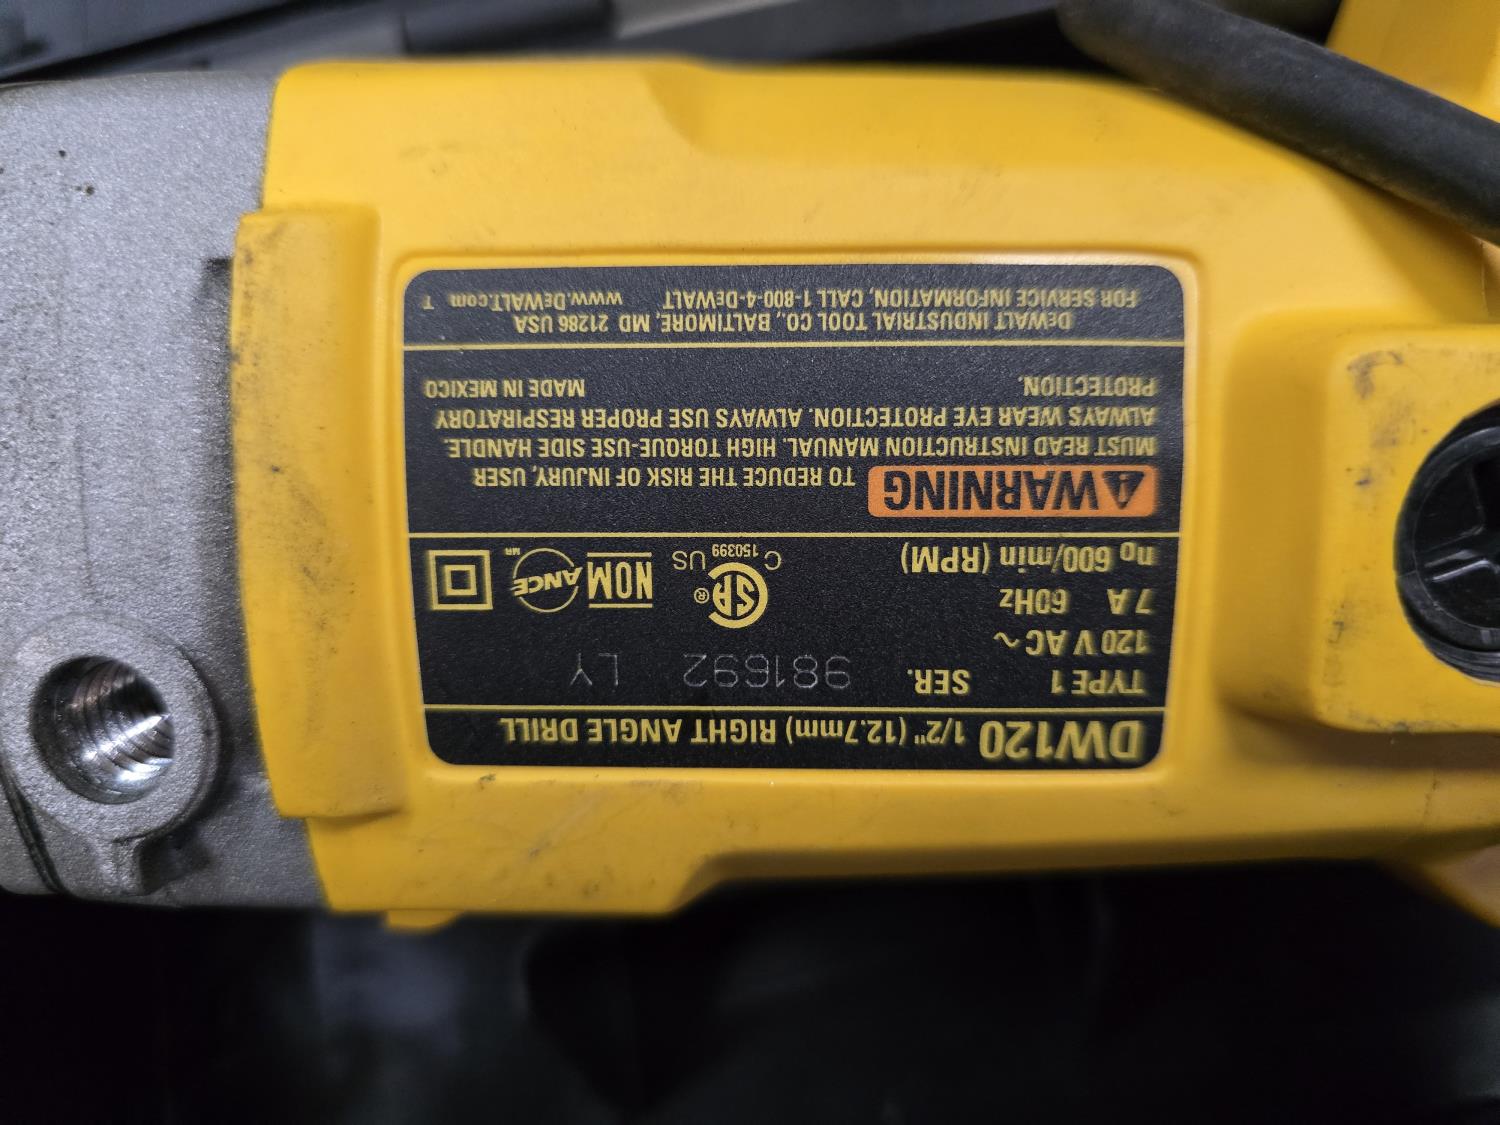 DW120 1/2" (12.7mm) RIGHT ANGLE DRILL
TYPE 1 SER. 981692 LY
120 V AC ~
7 A 60Hz
n0 600/min (RPM)
SA ®
C 150399 US
NOM
ANCE MR
WARNING TO REDUCE THE RISK OF INJURY, USER
MUST READ INSTRUCTION MANUAL. HIGH TORQUE-USE SIDE HANDLE.
ALWAYS WEAR EYE PROTECTION. ALWAYS USE PROPER RESPIRATORY
PROTECTION. MADE IN MEXICO
DeWALT INDUSTRIAL TOOL CO., BALTIMORE, MD 21286 USA
FOR SERVICE INFORMATION, CALL 1-800-4-DeWALT www.DeWALT.com T